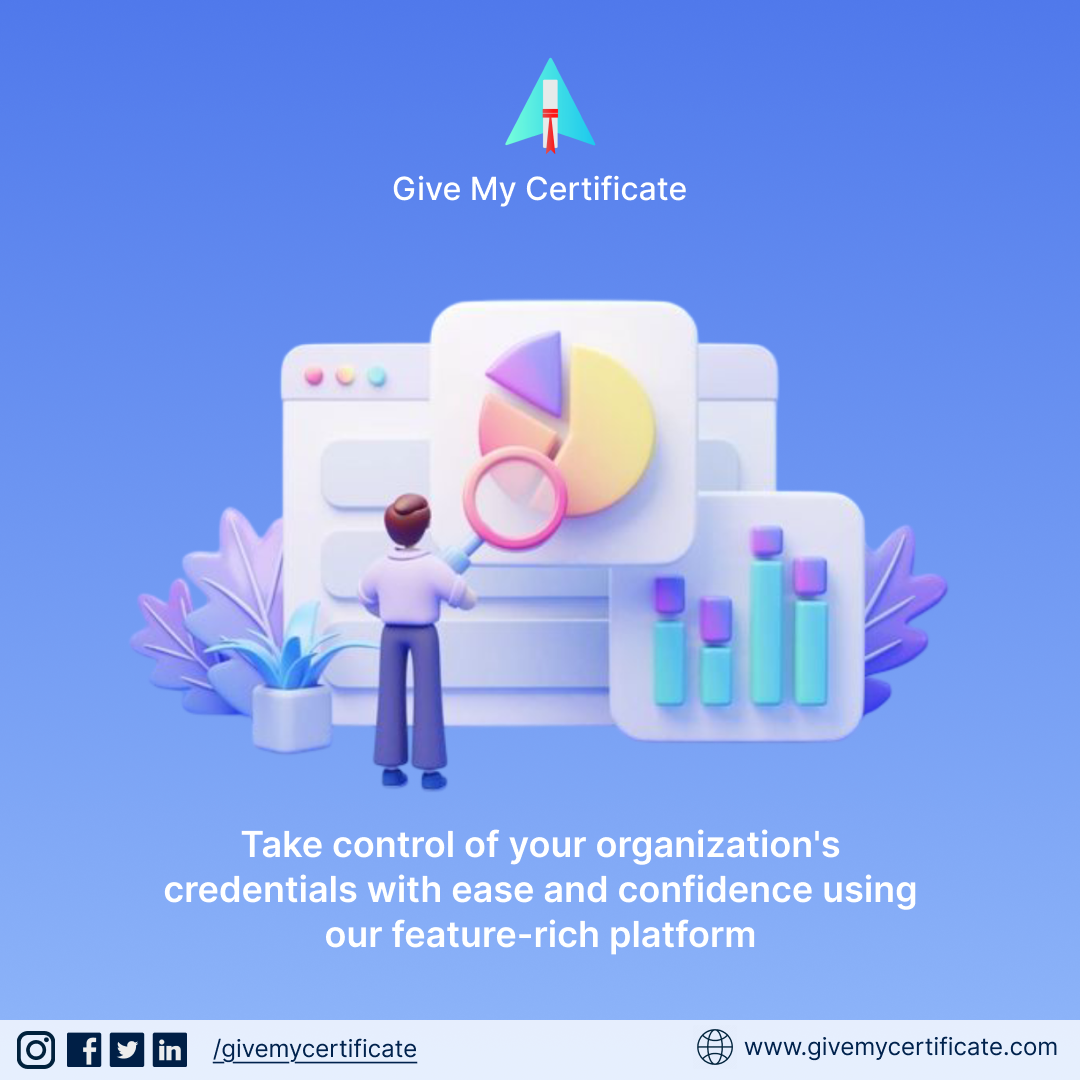 Give My Certificate
Take control of your organization's
credentials with ease and confidence using
our feature-rich platform
/givemycertificate
www.givemycertificate.com